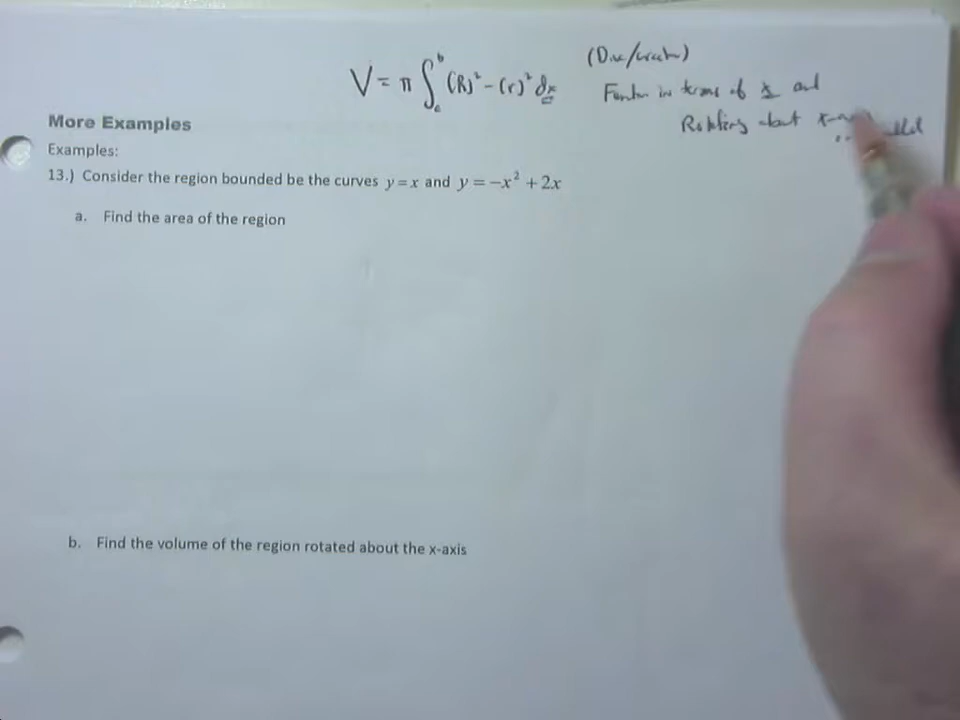 V = π ∫ₐᵇ (R)² - (r)² dx
(Disc/Washer)
Function in terms of x and
Rotating about x-axis
More Examples
Examples:
13.) Consider the region bounded be the curves y = x and y = −x² + 2x
a. Find the area of the region
b. Find the volume of the region rotated about the x-axis